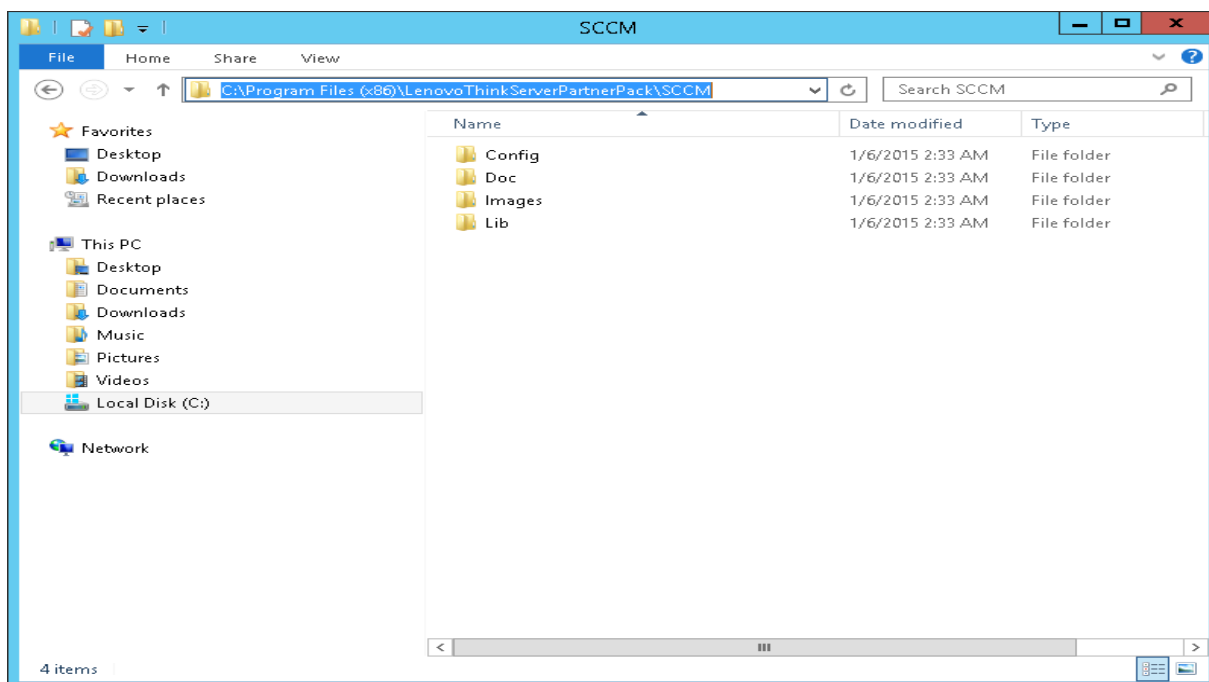 SCCM
File Home Share View
C:\Program Files (x86)\LenovoThinkServerPartnerPack\SCCM Search SCCM
Favorites
Desktop
Downloads
Recent places
This PC
Desktop
Documents
Downloads
Music
Pictures
Videos
Local Disk (C:)
Network
Name Date modified Type
Config 1/6/2015 2:33 AM File folder
Doc 1/6/2015 2:33 AM File folder
Images 1/6/2015 2:33 AM File folder
Lib 1/6/2015 2:33 AM File folder
4 items